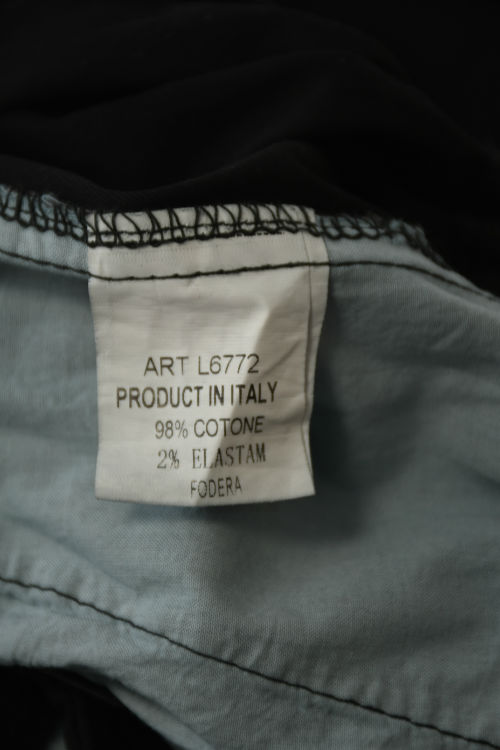 ART L6772
PRODUCT IN ITALY
98% COTONE
2% ELASTAM
FODERA